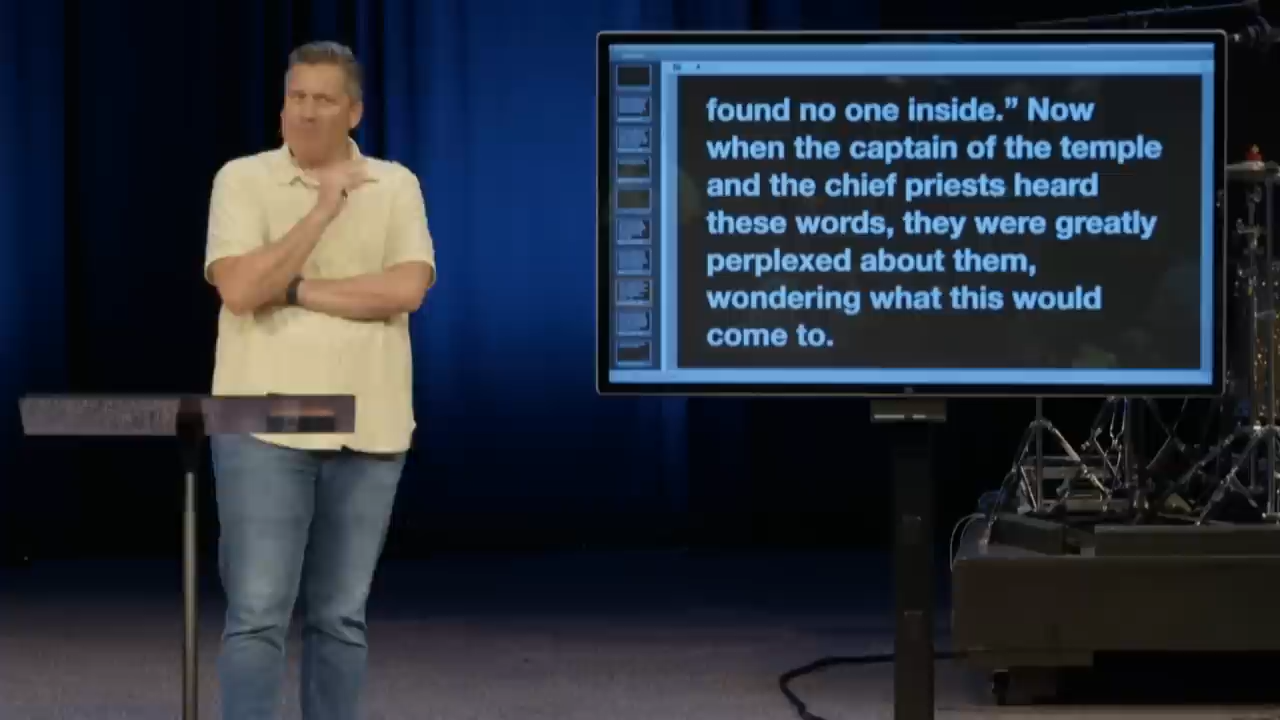 found no one inside.” Now
when the captain of the temple
and the chief priests heard
these words, they were greatly
perplexed about them,
wondering what this would
come to.